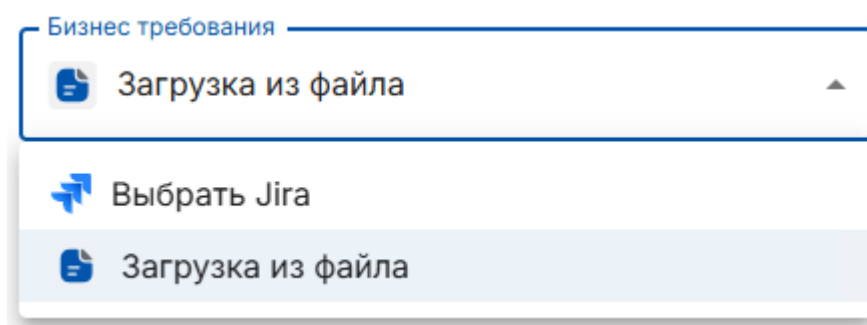 Бизнес требования
Загрузка из файла
Выбрать Jira
Загрузка из файла